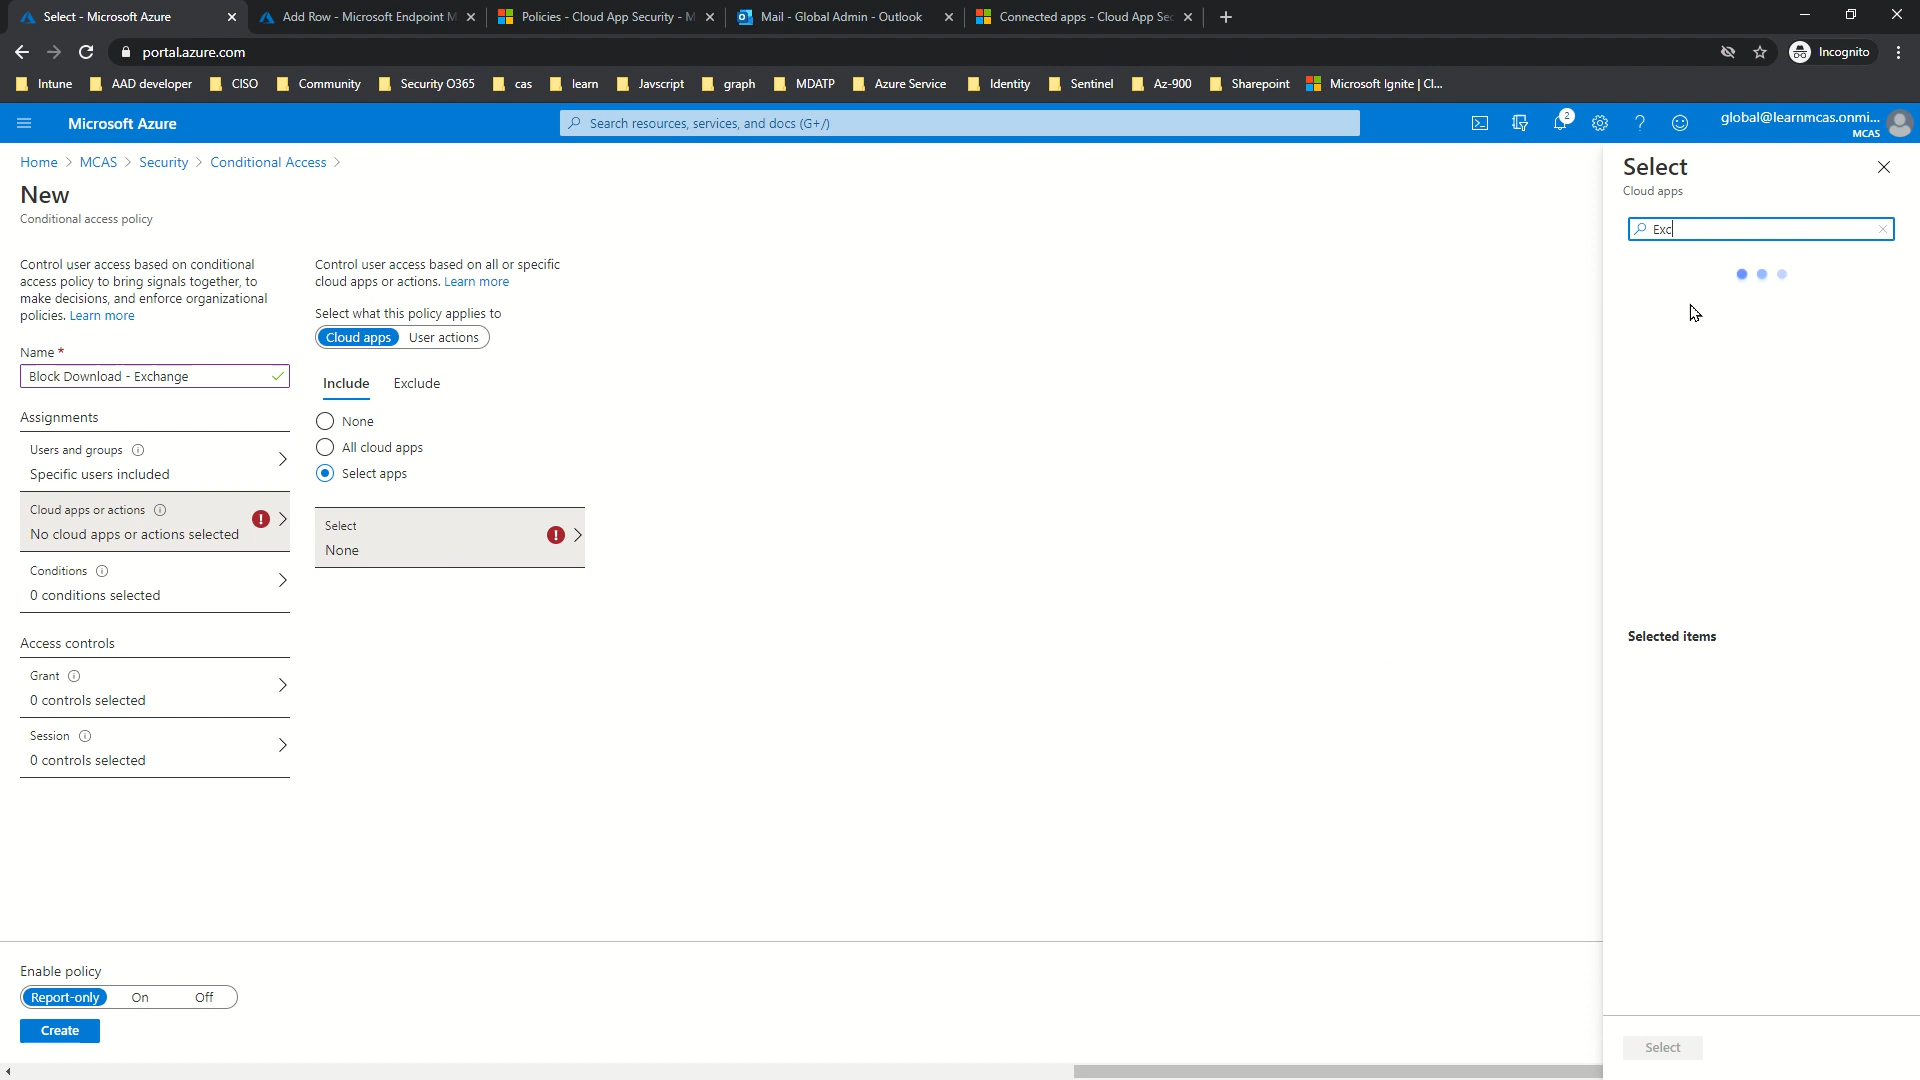 Select - Microsoft Azure
Add Row - Microsoft Endpoint M
Policies - Cloud App Security - M
Mail - Global Admin - Outlook
Connected apps - Cloud App Sec
portal.azure.com
Incognito
Intune
AAD developer
CISO
Community
Security O365
cas
learn
Javscript
graph
MDATP
Azure Service
Identity
Sentinel
Az-900
Sharepoint
Microsoft Ignite | Cl...
Microsoft Azure
Search resources, services, and docs (G+/)
2
global@learnmcas.onmi...
MCAS
Home > MCAS > Security > Conditional Access >
New
Conditional access policy
Control user access based on conditional
access policy to bring signals together, to
make decisions, and enforce organizational
policies. Learn more
Name *
Block Download - Exchange
Assignments
Users and groups
Specific users included
Cloud apps or actions
No cloud apps or actions selected
Conditions
0 conditions selected
Access controls
Grant
0 controls selected
Session
0 controls selected
Control user access based on all or specific
cloud apps or actions. Learn more
Select what this policy applies to
Cloud apps User actions
Include Exclude
None
All cloud apps
Select apps
Select
None
Enable policy
Report-only On Off
Create
Select
Cloud apps
Exc
Selected items
Select